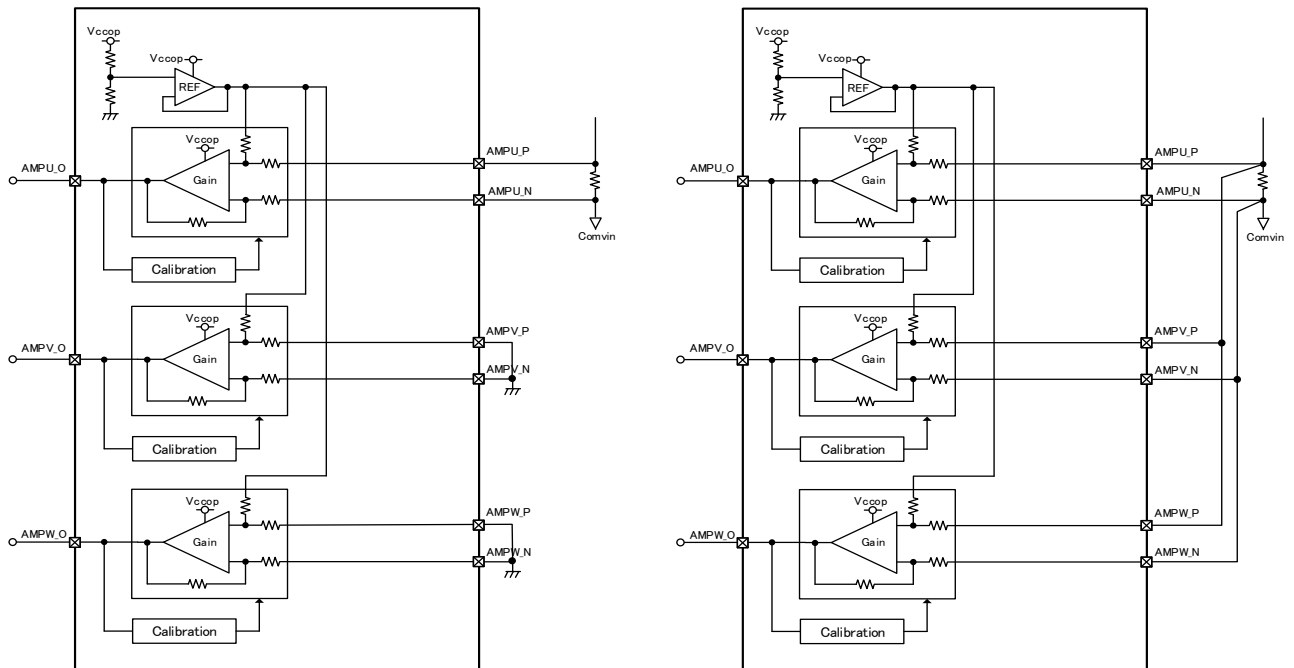 Vccop
Vccop
REF
Vccop
AMPU_P
AMPU_O
Gain
AMPU_N
Comvin
Calibration
Vccop
AMPV_P
AMPV_O
Gain
AMPV_N
Calibration
Vccop
AMPW_P
AMPW_O
Gain
AMPW_N
Calibration
Vccop
Vccop
REF
Vccop
AMPU_P
AMPU_O
Gain
AMPU_N
Comvin
Calibration
Vccop
AMPV_P
AMPV_O
Gain
AMPV_N
Calibration
Vccop
AMPW_P
AMPW_O
Gain
AMPW_N
Calibration